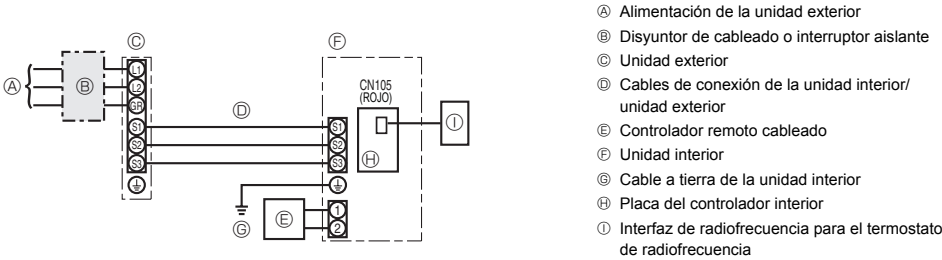 Ⓐ
Ⓑ
Ⓒ
L1
L2
GR
S1
S2
S3
Ⓓ
Ⓕ
CN105
(ROJO)
S1
S2
S3
Ⓗ
Ⓘ
Ⓖ
Ⓔ
1
2
Ⓐ Alimentación de la unidad exterior
Ⓑ Disyuntor de cableado o interruptor aislante
Ⓒ Unidad exterior
Ⓓ Cables de conexión de la unidad interior/
unidad exterior
Ⓔ Controlador remoto cableado
Ⓕ Unidad interior
Ⓖ Cable a tierra de la unidad interior
Ⓗ Placa del controlador interior
Ⓘ Interfaz de radiofrecuencia para el termostato
de radiofrecuencia